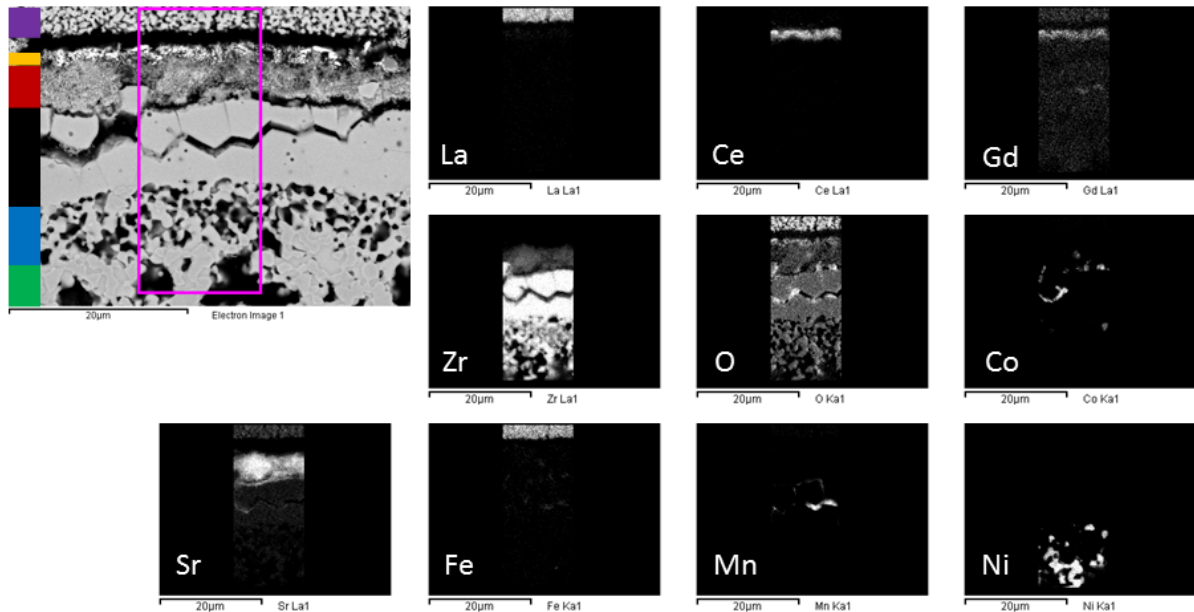 La
20µm
La La1
Ce
20µm
Ce La1
Gd
20µm
Gd La1
20µm
Electron Image 1
Zr
20µm
Zr La1
O
20µm
O Ka1
Co
20µm
Co Ka1
Sr
20µm
Sr La1
Fe
20µm
Fe Ka1
Mn
20µm
Mn Ka1
Ni
20µm
Ni Ka1